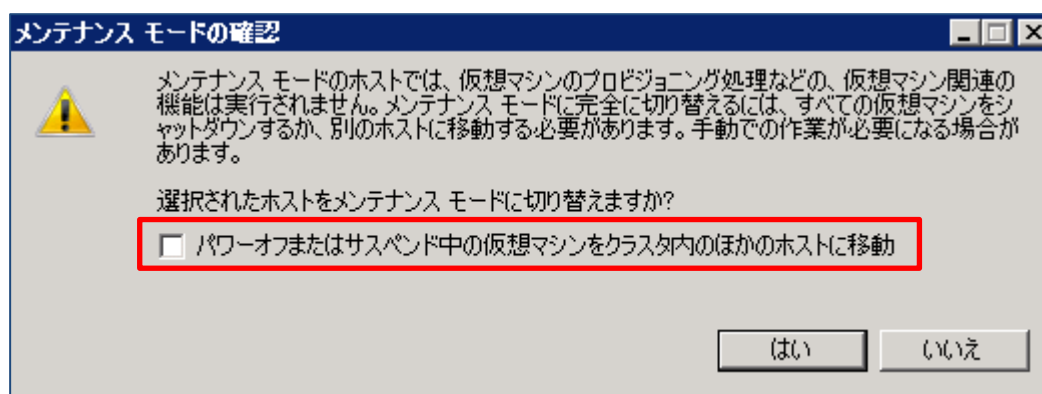 メンテナンス モードの確認
メンテナンス モードのホストでは、仮想マシンのプロビジョニング処理などの、仮想マシン関連の
機能は実行されません。メンテナンス モードに完全に切り替えるには、すべての仮想マシンをシ
ャットダウンするか、別のホストに移動する必要があります。手動での作業が必要になる場合が
あります。
選択されたホストをメンテナンス モードに切り替えますか?
パワーオフまたはサスペンド中の仮想マシンをクラスタ内のほかのホストに移動
はい
いいえ